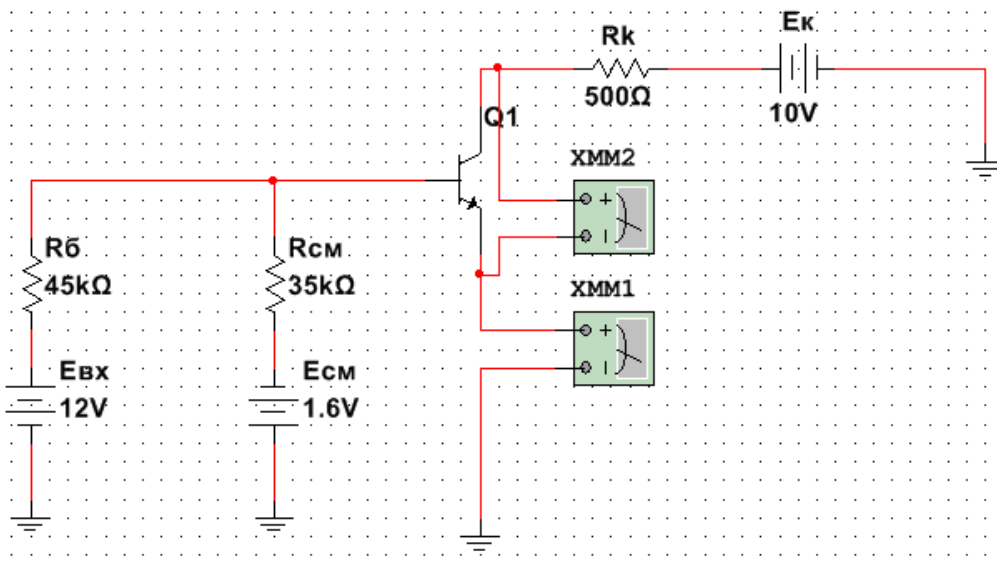 Rk
500Ω
Eк
10V
Q1
XMM2
+
XMM1
+
Rб
45kΩ
Rсм
35kΩ
Eвх
12V
Eсм
1.6V